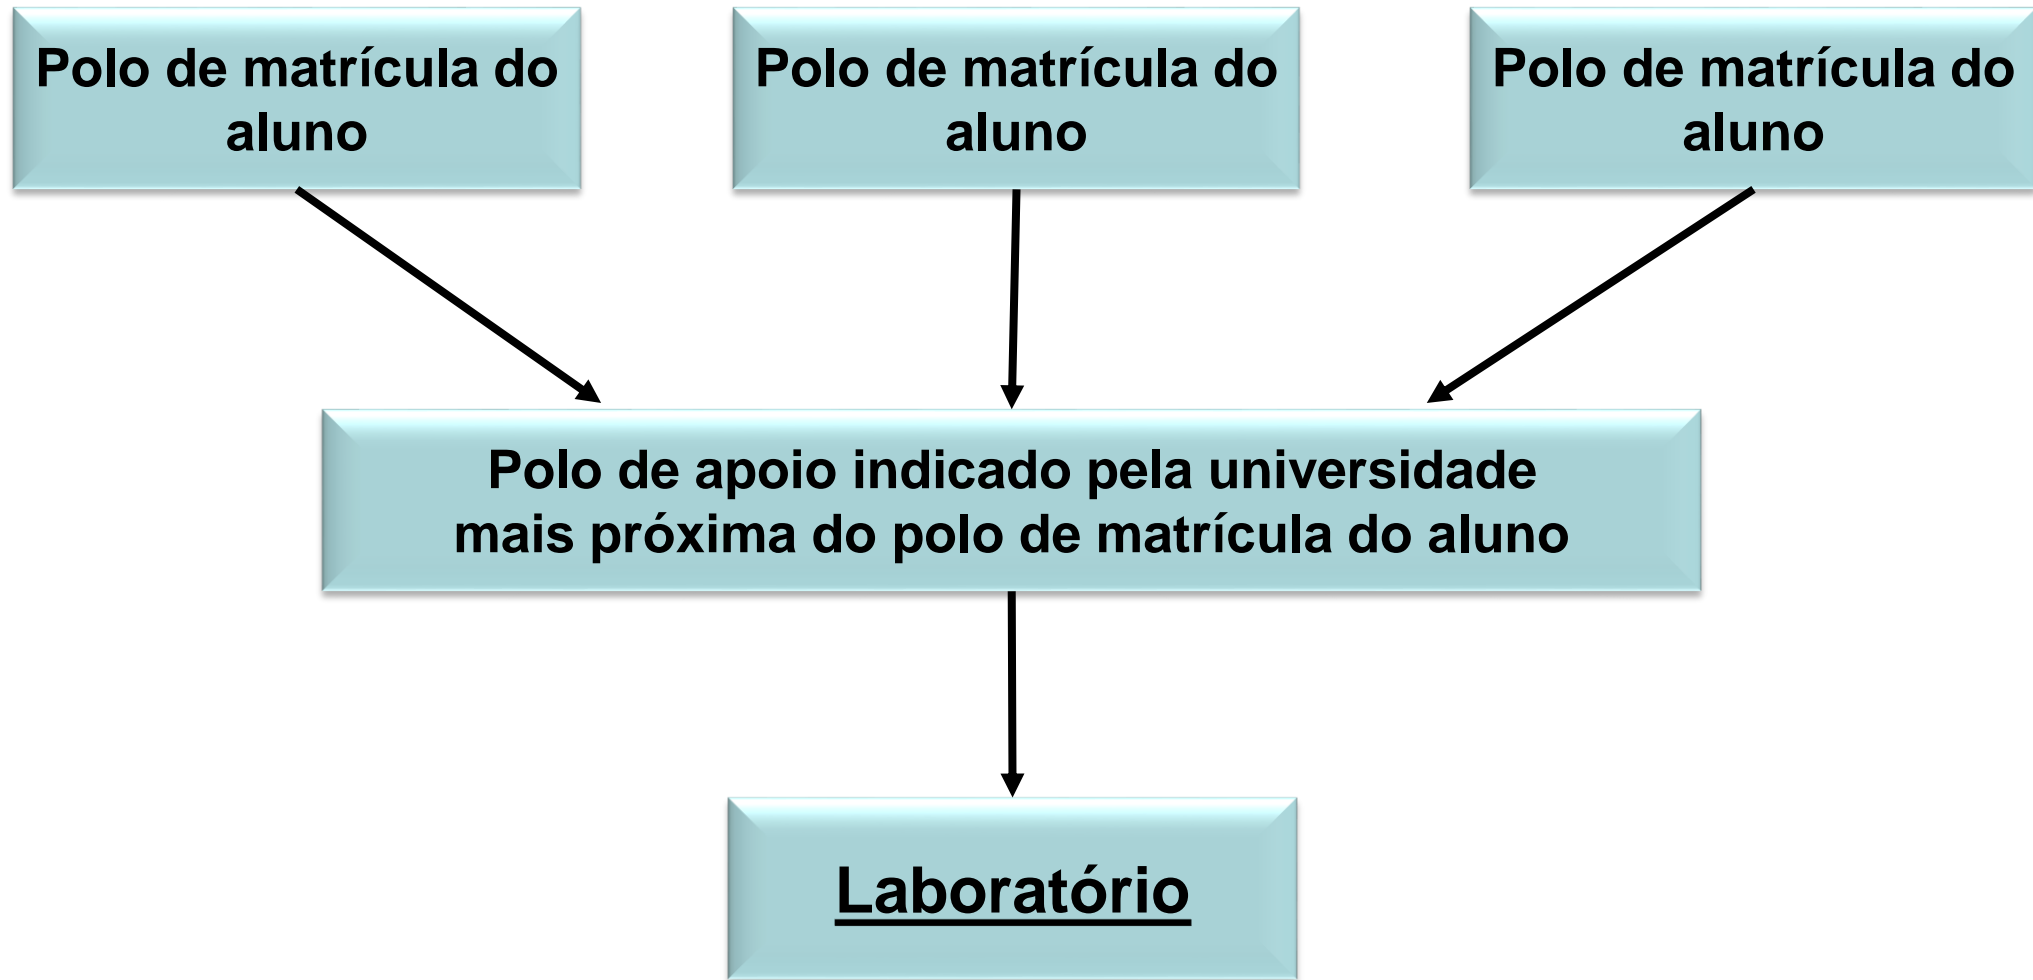 Polo de matrícula do
aluno
Polo de matrícula do
aluno
Polo de matrícula do
aluno
Polo de apoio indicado pela universidade
mais próxima do polo de matrícula do aluno
Laboratório